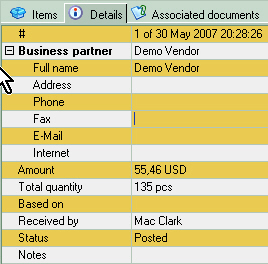 Items Details Associated documents
# 1 of 30 May 2007 20:28:26
Business partner Demo Vendor
Full name Demo Vendor
Address
Phone
Fax
E-Mail
Internet
Amount 55,46 USD
Total quantity 135 pcs
Based on
Received by Mac Clark
Status Posted
Notes